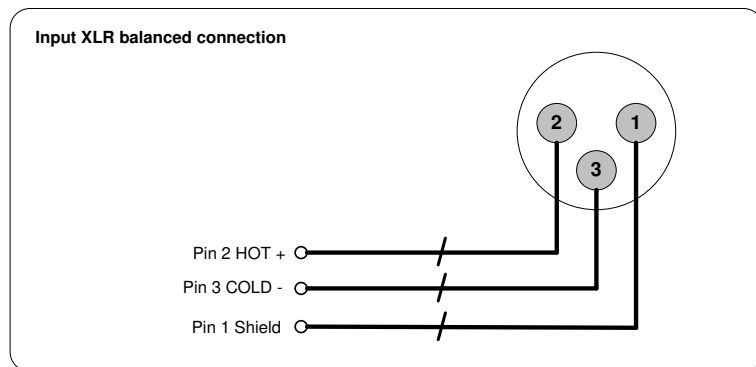 Input XLR balanced connection
2
1
3
Pin 2 HOT +
Pin 3 COLD -
Pin 1 Shield